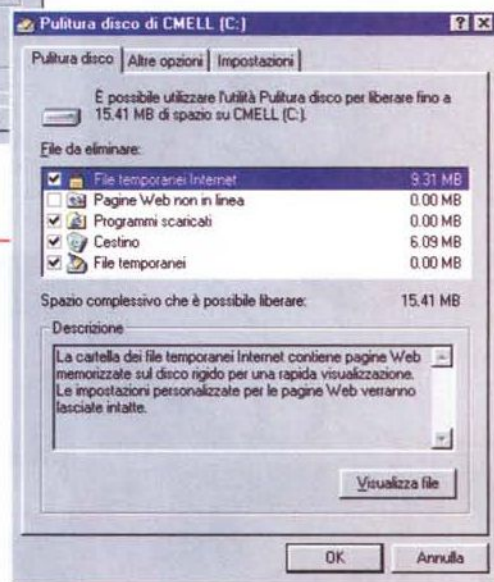 Pulitura disco di CMELL (C:)
Pulitura disco
Altre opzioni
Impostazioni
È possibile utilizzare l'utilità Pulitura disco per liberare fino a
15.41 MB di spazio su CMELL (C:).
File da eliminare:
File temporanei Internet 9.31 MB
Pagine Web non in linea 0.00 MB
Programmi scaricati 0.00 MB
Cestino 6.09 MB
File temporanei 0.00 MB
Spazio complessivo che è possibile liberare: 15.41 MB
Descrizione
La cartella dei file temporanei Internet contiene pagine Web
memorizzate sul disco rigido per una rapida visualizzazione.
Le impostazioni personalizzate per le pagine Web verranno
lasciate intatte.
Visualizza file
OK
Annulla